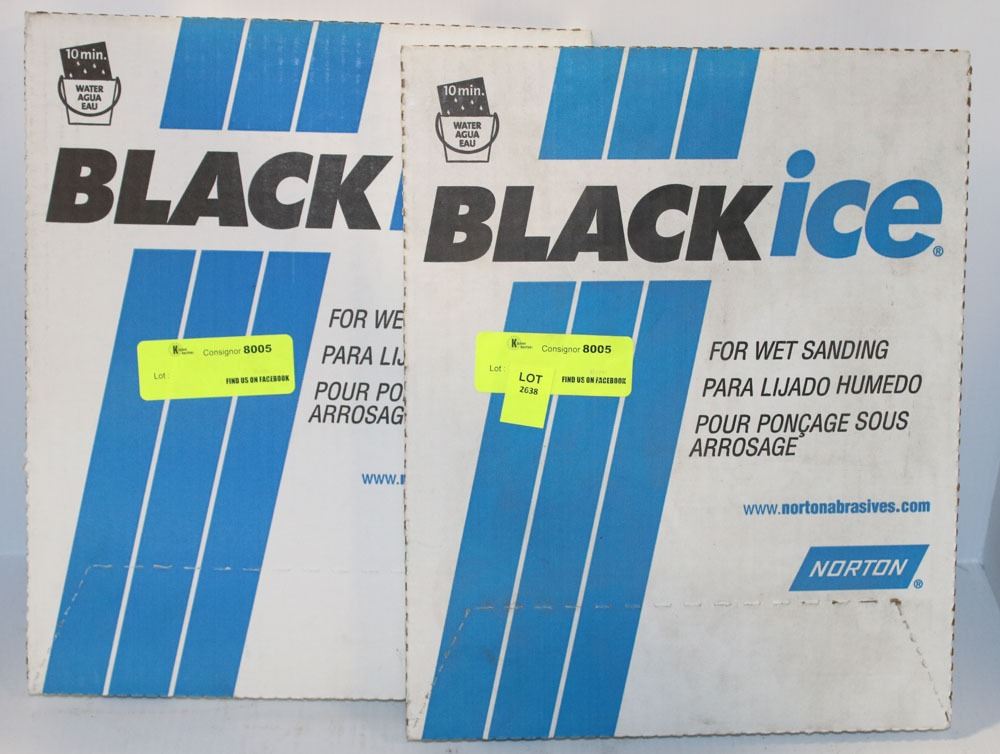 10 min.
WATER
AGUA
EAU
BLACK
FOR WE
PARA LIJ
POUR PO
ARROSAG
www.
Consignor 8005
Lot :
FIND US ON FACEBOOK
10 min.
WATER
AGUA
EAU
BLACK ice®
FOR WET SANDING
PARA LIJADO HUMEDO
POUR PONÇAGE SOUS
ARROSAGE
www.nortonabrasives.com
NORTON®
Consignor 8005
Lot :
FIND US ON FACEBOOK
LOT
2638